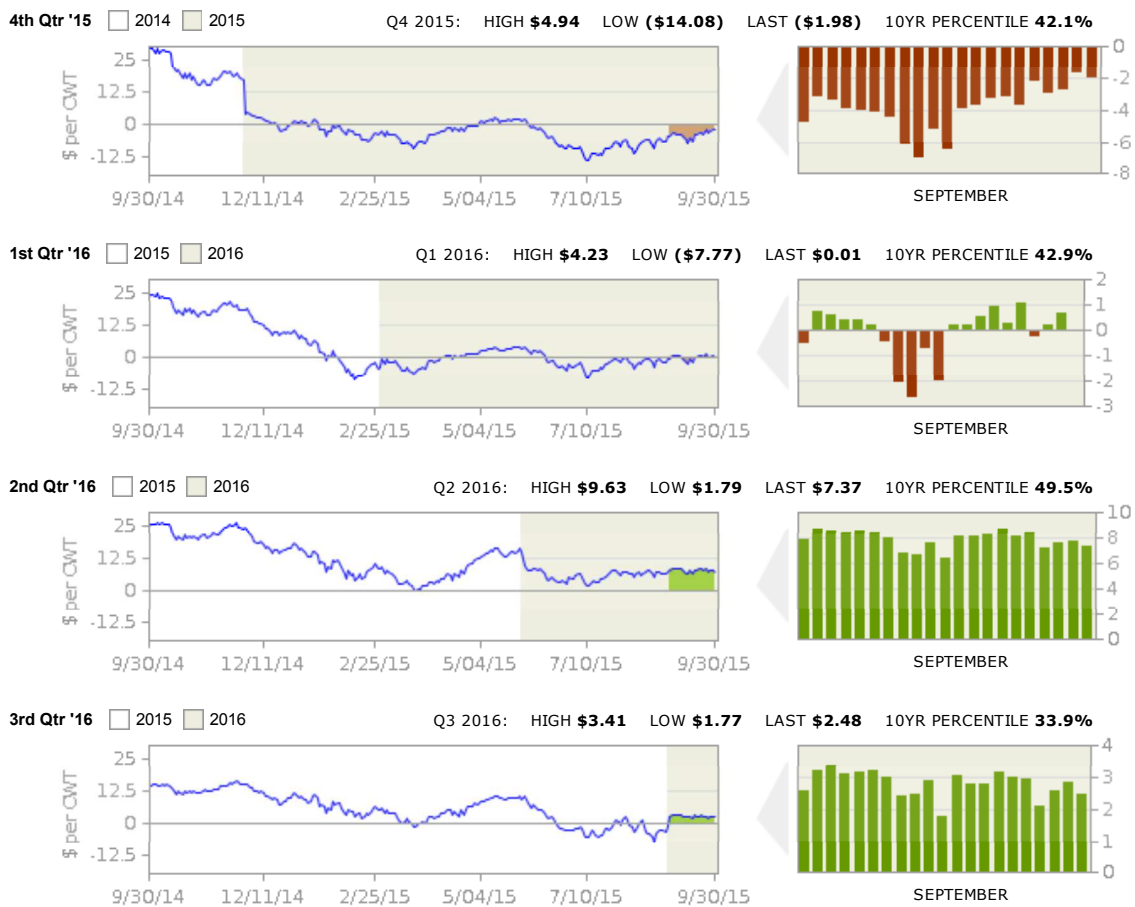 4th Qtr '15 2014 2015 Q4 2015: HIGH $4.94 LOW ($14.08) LAST ($1.98) 10YR PERCENTILE 42.1%
$ per CWT
25
12.5
0
-12.5
9/30/14 12/11/14 2/25/15 5/04/15 7/10/15 9/30/15
0
-2
-4
-6
-8
SEPTEMBER
1st Qtr '16 2015 2016 Q1 2016: HIGH $4.23 LOW ($7.77) LAST $0.01 10YR PERCENTILE 42.9%
$ per CWT
25
12.5
0
-12.5
9/30/14 12/11/14 2/25/15 5/04/15 7/10/15 9/30/15
2
1
0
-1
-2
-3
SEPTEMBER
2nd Qtr '16 2015 2016 Q2 2016: HIGH $9.63 LOW $1.79 LAST $7.37 10YR PERCENTILE 49.5%
$ per CWT
25
12.5
0
-12.5
9/30/14 12/11/14 2/25/15 5/04/15 7/10/15 9/30/15
10
8
6
4
2
0
SEPTEMBER
3rd Qtr '16 2015 2016 Q3 2016: HIGH $3.41 LOW $1.77 LAST $2.48 10YR PERCENTILE 33.9%
$ per CWT
25
12.5
0
-12.5
9/30/14 12/11/14 2/25/15 5/04/15 7/10/15 9/30/15
4
3
2
1
0
SEPTEMBER